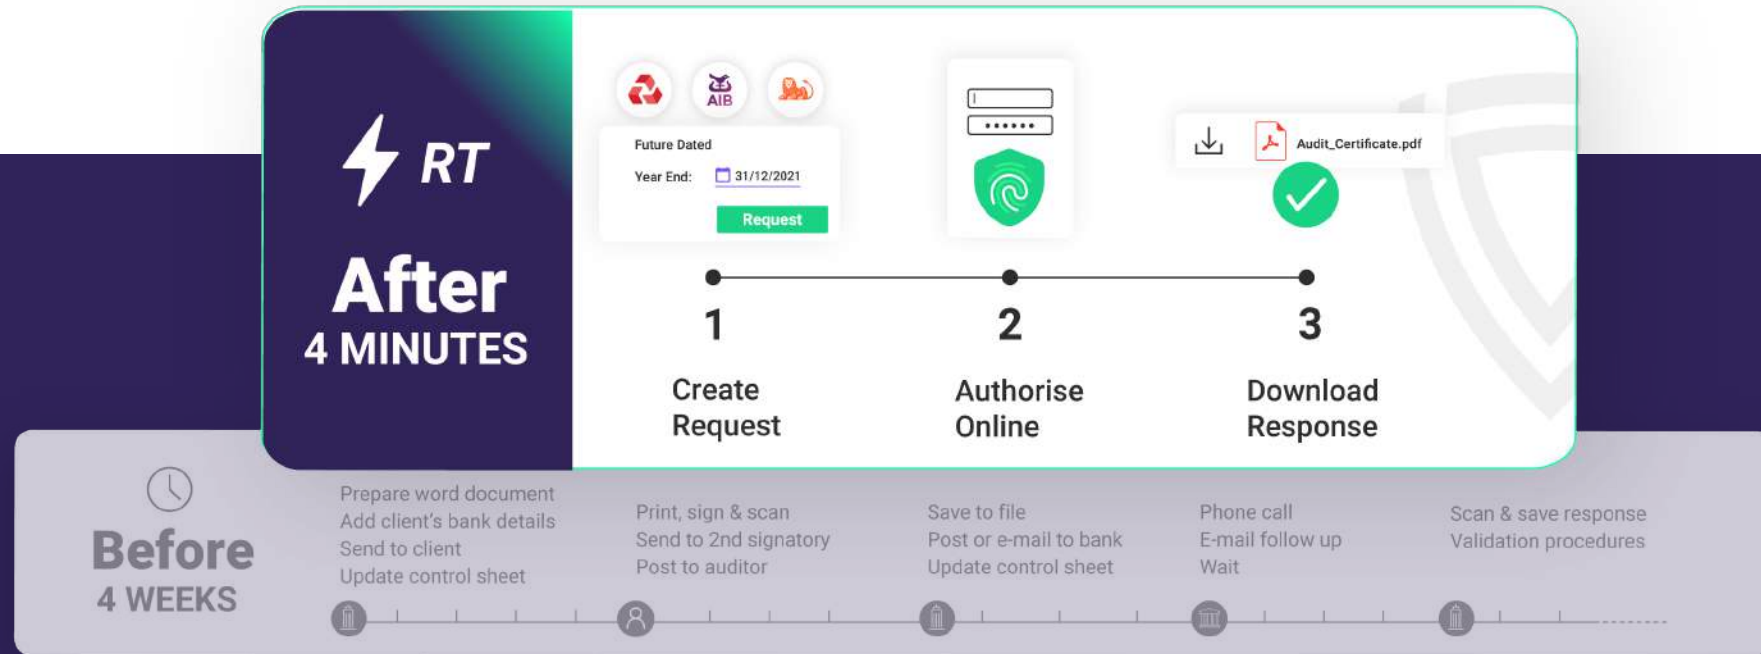 RT
After
4 MINUTES
AIB
Future Dated
Year End: 31/12/2021
Request
1
Create
Request
••••••
2
Authorise
Online
Audit_Certificate.pdf
3
Download
Response
Before
4 WEEKS
Prepare word document
Add client's bank details
Send to client
Update control sheet
Print, sign & scan
Send to 2nd signatory
Post to auditor
Save to file
Post or e-mail to bank
Update control sheet
Phone call
E-mail follow up
Wait
Scan & save response
Validation procedures